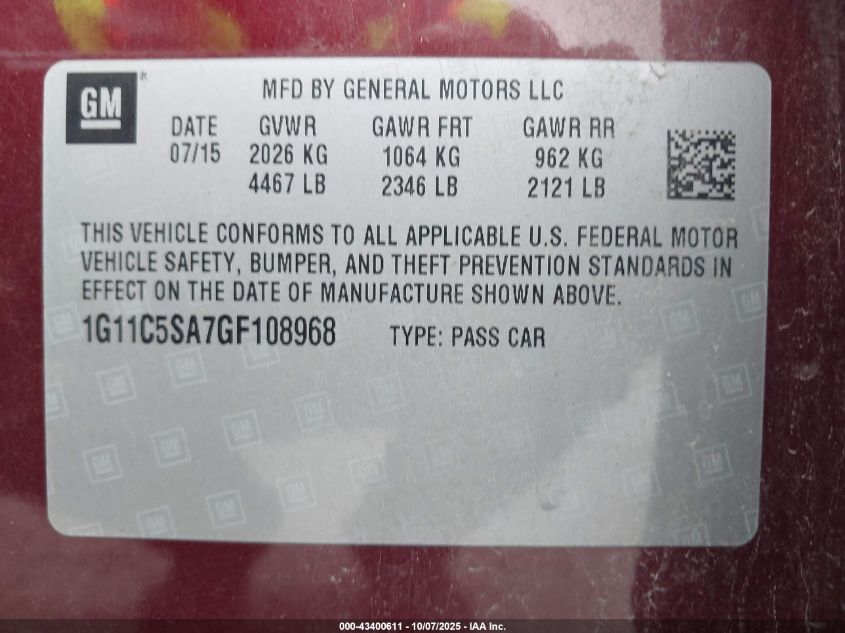 GM®
MFD BY GENERAL MOTORS LLC
DATE GVWR GAWR FRT GAWR RR
07/15 2026 KG 1064 KG 962 KG
4467 LB 2346 LB 2121 LB
THIS VEHICLE CONFORMS TO ALL APPLICABLE U.S. FEDERAL MOTOR
VEHICLE SAFETY, BUMPER, AND THEFT PREVENTION STANDARDS IN
EFFECT ON THE DATE OF MANUFACTURE SHOWN ABOVE.
1G11C5SA7GF108968 TYPE: PASS CAR
000-43400611 - 10/07/2025 - IAA Inc.